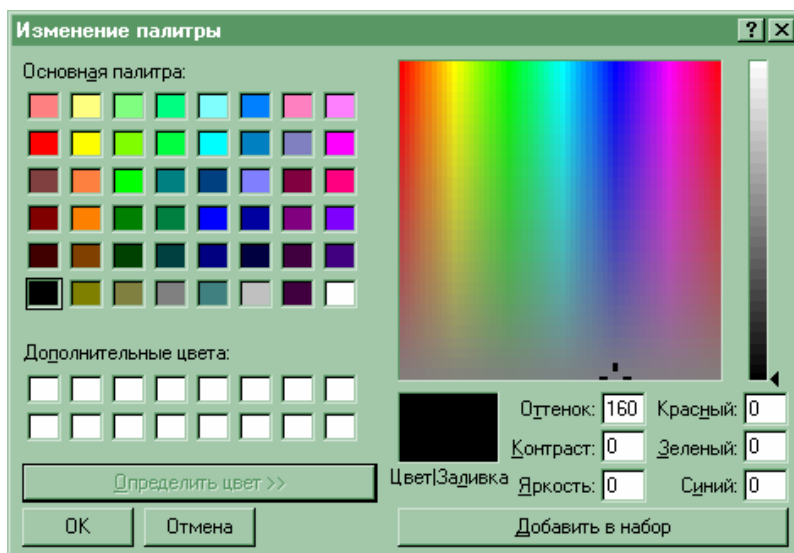 Изменение палитры
Основная палитра:
Дополнительные цвета:
Определить цвет >>
OK
Отмена
Цвет|Заливка
Оттенок: 160
Контраст: 0
Яркость: 0
Красный: 0
Зеленый: 0
Синий: 0
Добавить в набор